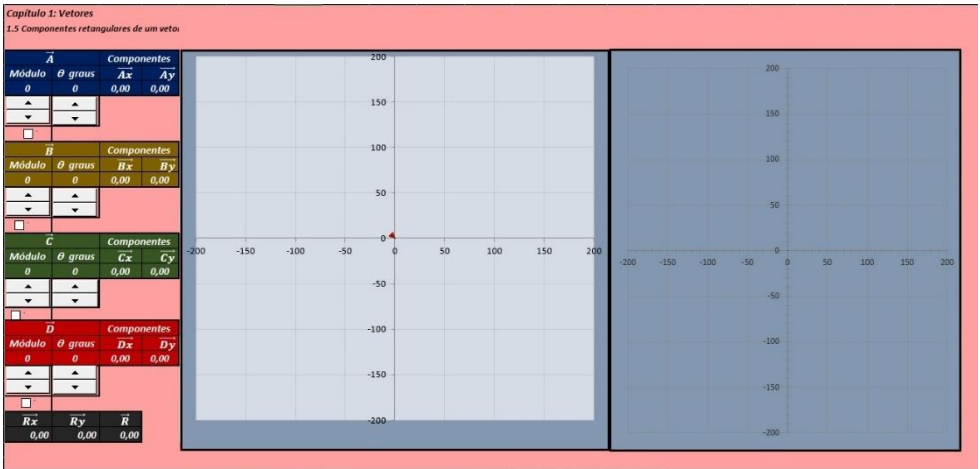 Capítulo 1: Vetores
1.5 Componentes retangulares de um vetor
A Componentes
Módulo θ graus Ax Ay
0 0 0,00 0,00
B Componentes
Módulo θ graus Bx By
0 0 0,00 0,00
C Componentes
Módulo θ graus Cx Cy
0 0 0,00 0,00
D Componentes
Módulo θ graus Dx Dy
0 0 0,00 0,00
Rx Ry R
0,00 0,00 0,00
200
150
100
50
0
-200 -150 -100 -50 0 50 100 150 200
-50
-100
-150
-200
200
150
100
50
0
-200 -150 -100 -50 0 50 100 150 200
-50
-100
-150
-200